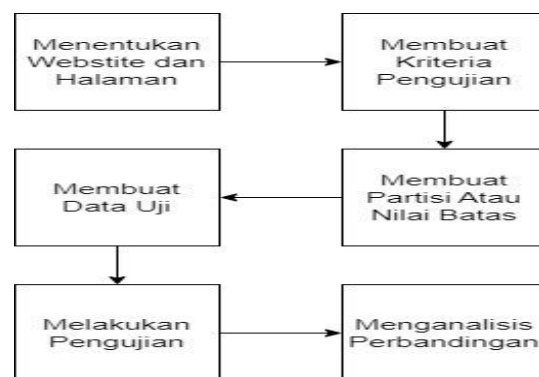 Menentukan
Webstite dan
Halaman
Membuat
Kriteria
Pengujian
Membuat
Partisi Atau
Nilai Batas
Membuat
Data Uji
Melakukan
Pengujian
Menganalisis
Perbandingan